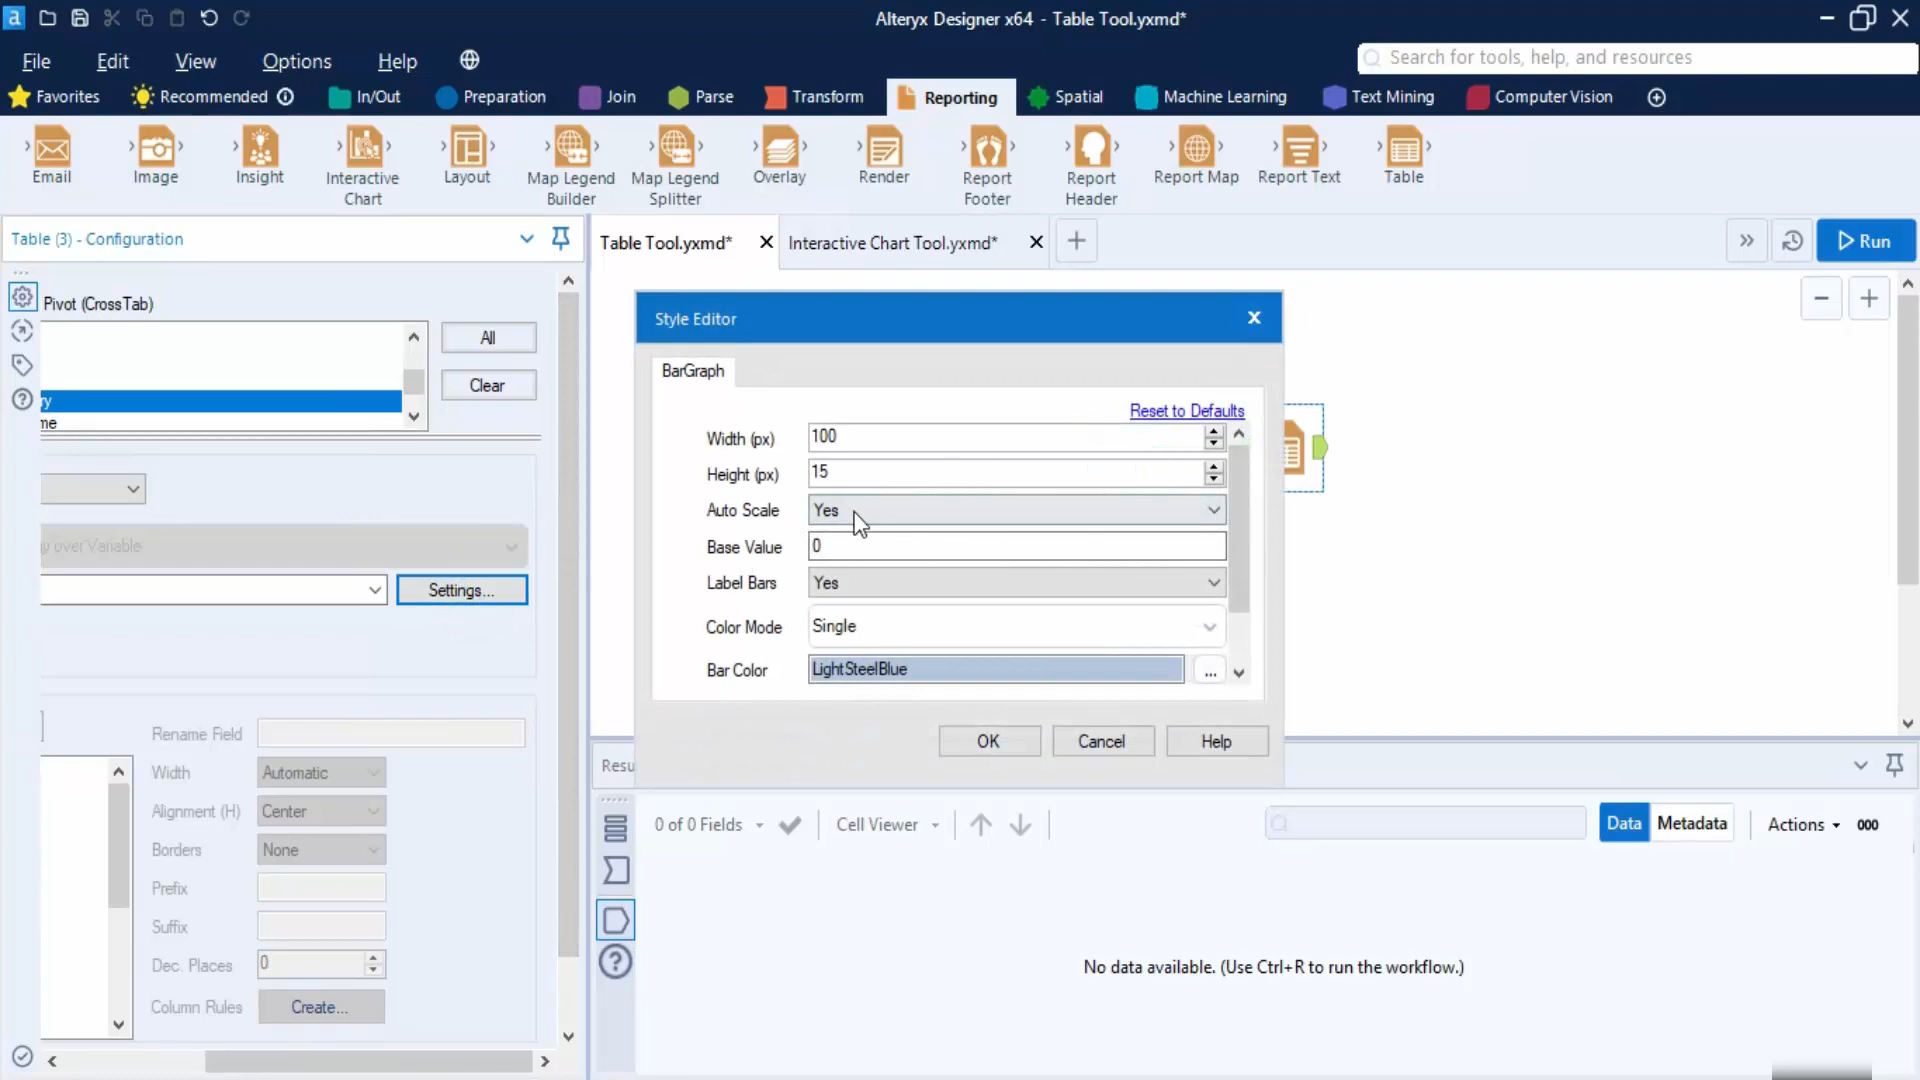 a
Alteryx Designer x64 - Table Tool.yxmd*
File Edit View Options Help
Search for tools, help, and resources
Favorites Recommended In/Out Preparation Join Parse Transform Reporting Spatial Machine Learning Text Mining Computer Vision
Email Image Insight Interactive Chart Layout Map Legend Builder Map Legend Splitter Overlay Render Report Footer Report Header Report Map Report Text Table
Table (3) - Configuration
Table Tool.yxmd* Interactive Chart Tool.yxmd*
Run
Pivot (CrossTab)
All
Clear
ry
me
over Variable
Settings...
Rename Field
Width Automatic
Alignment (H) Center
Borders None
Prefix
Suffix
Dec. Places 0
Column Rules Create...
Style Editor
BarGraph
Reset to Defaults
Width (px) 100
Height (px) 15
Auto Scale Yes
Base Value 0
Label Bars Yes
Color Mode Single
Bar Color LightSteelBlue ...
OK Cancel Help
Resu
0 of 0 Fields Cell Viewer Data Metadata Actions 000
No data available. (Use Ctrl+R to run the workflow.)